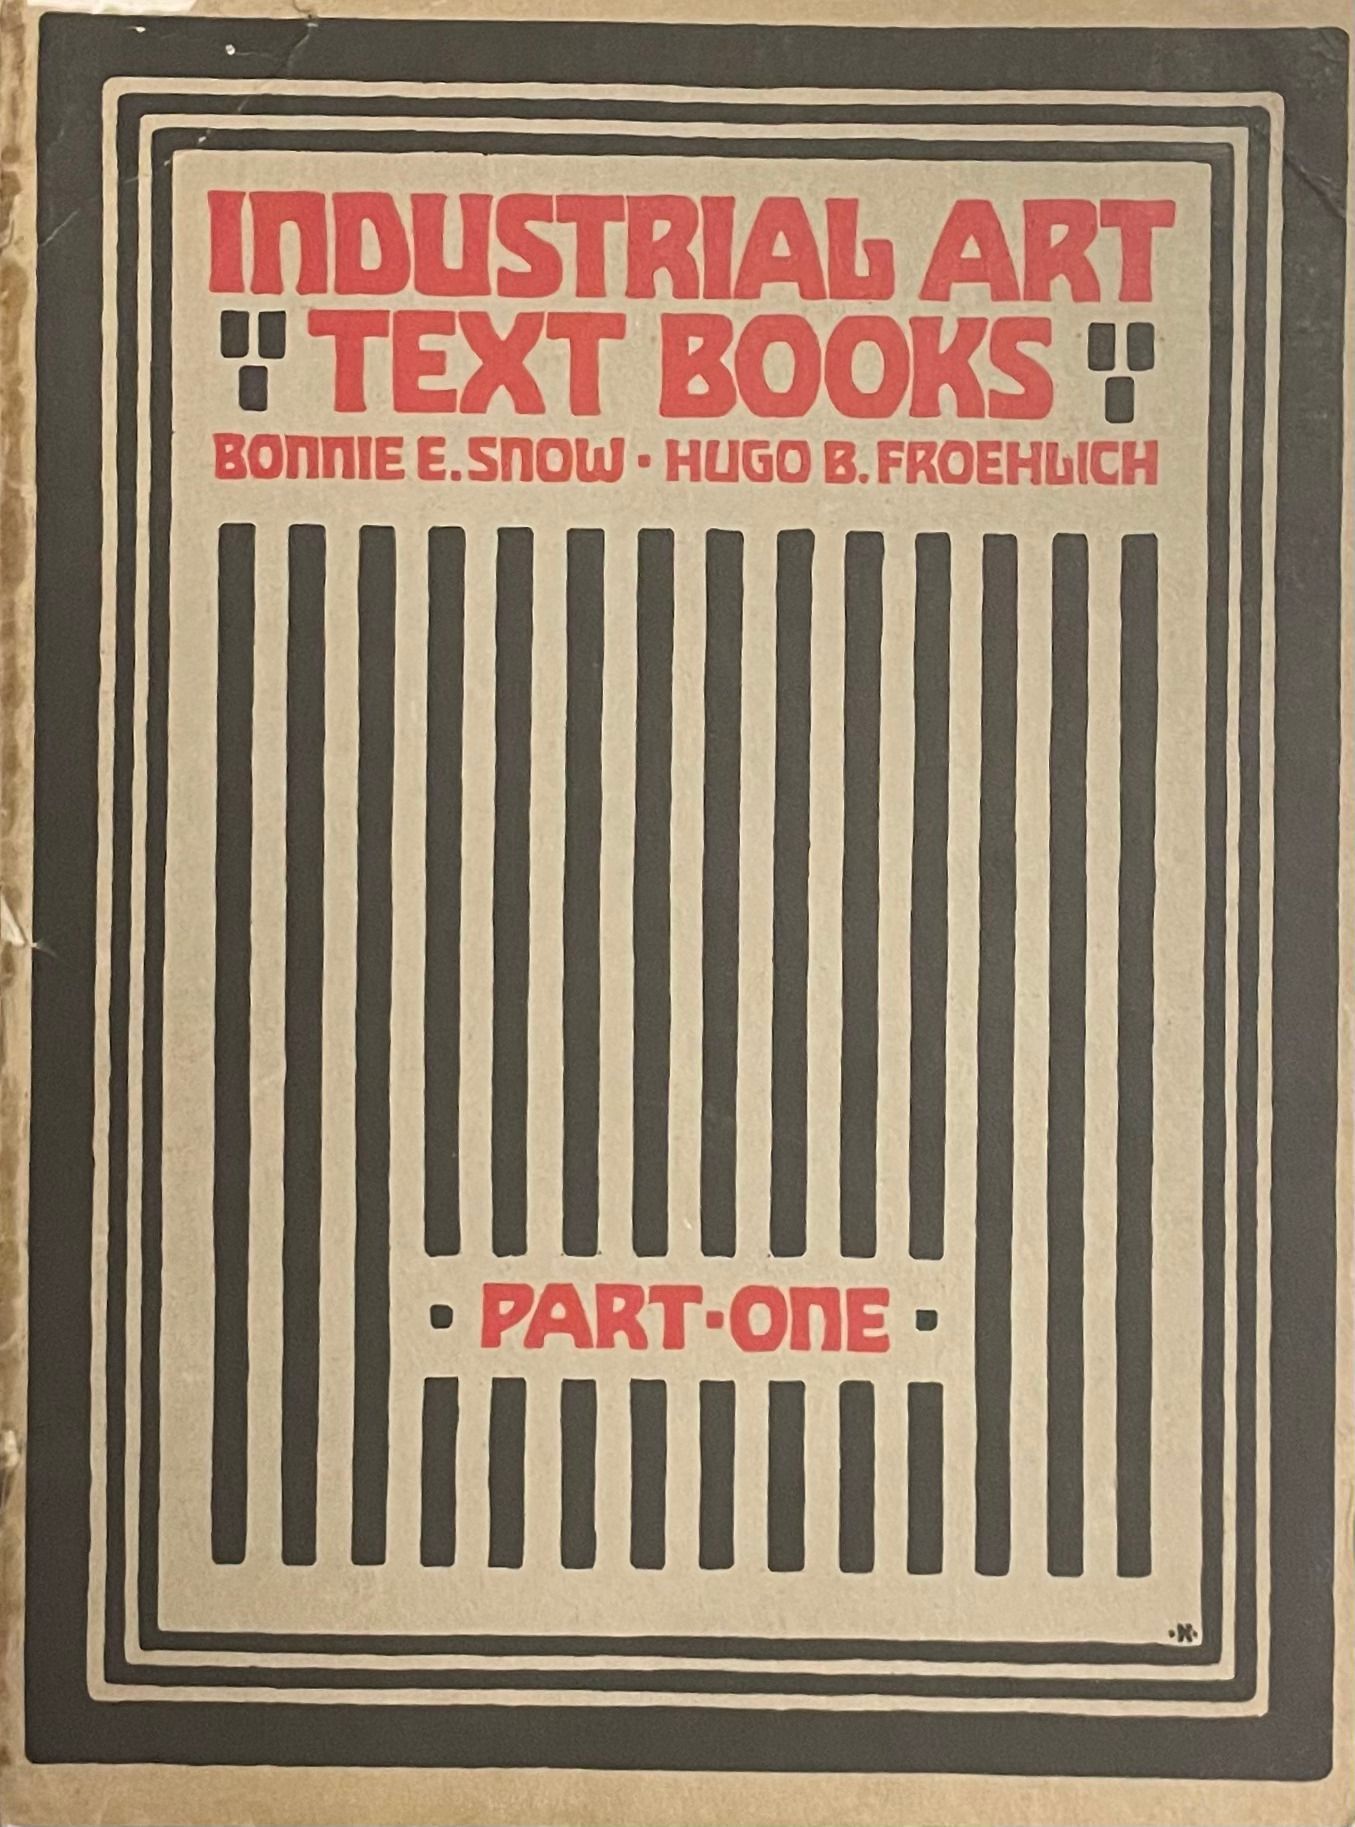 INDUSTRIAL ART
TEXT BOOKS
BONNIE E. SNOW · HUGO B. FROEHLICH
· PART-ONE ·